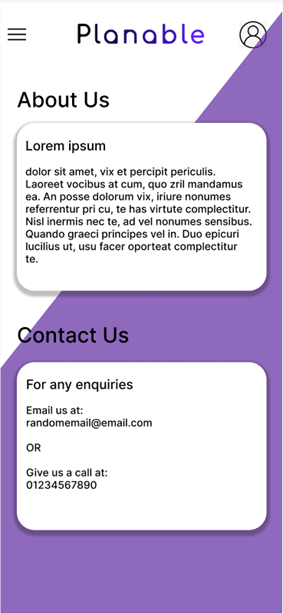 Planable
About Us
Lorem ipsum
dolor sit amet, vix et percipit periculis.
Laoreet vocibus at cum, quo zril mandamus
ea. An posse dolorum vix, iriure nonumes
referrentur pri cu, te has virtute complectitur.
Nisl inermis nec te, ad vel nonumes sensibus.
Quando graeci principes vel in. Duo epicuri
lucilius ut, usu facer oporteat complectitur
te.
Contact Us
For any enquiries
Email us at:
randomemail@email.com
OR
Give us a call at:
01234567890